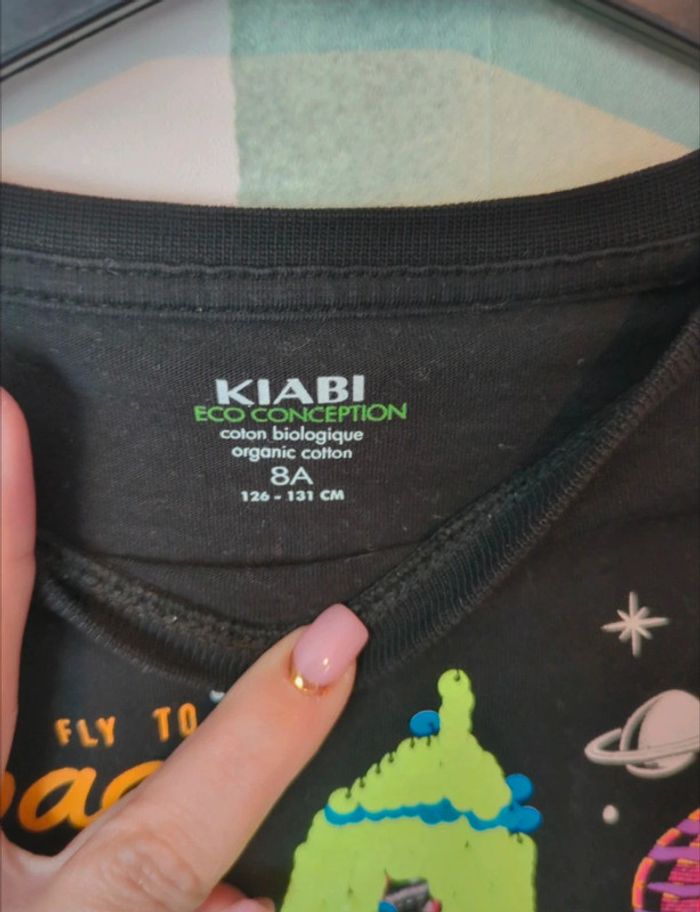 KIABI
ECO CONCEPTION
coton biologique
organic cotton
8A
126 - 131 CM
FLY TO